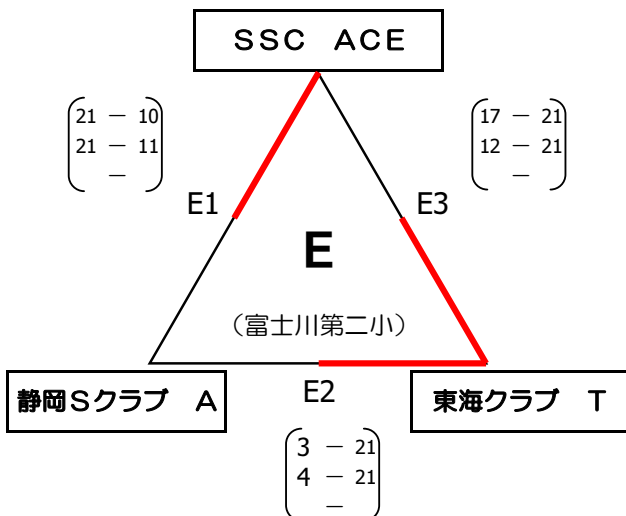 SSC ACE
21 － 10
21 － 11
－
17 － 21
12 － 21
－
E1
E3
E
（富士川第二小）
静岡Sクラブ A
E2
東海クラブ T
3 － 21
4 － 21
－